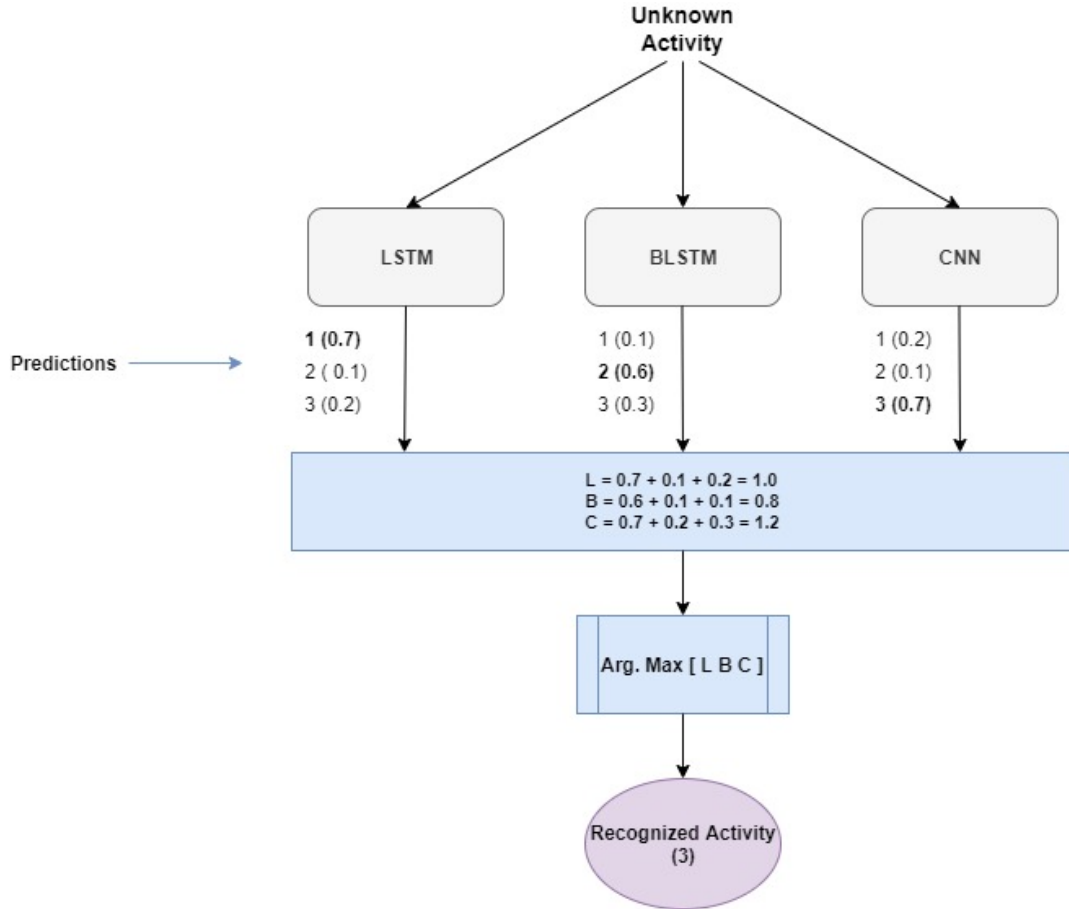 Unknown
Activity
LSTM
BLSTM
CNN
Predictions
1 (0.7)
2 ( 0.1)
3 (0.2)
1 (0.1)
2 (0.6)
3 (0.3)
1 (0.2)
2 (0.1)
3 (0.7)
L = 0.7 + 0.1 + 0.2 = 1.0
B = 0.6 + 0.1 + 0.1 = 0.8
C = 0.7 + 0.2 + 0.3 = 1.2
Arg. Max [ L B C ]
Recognized Activity
(3)